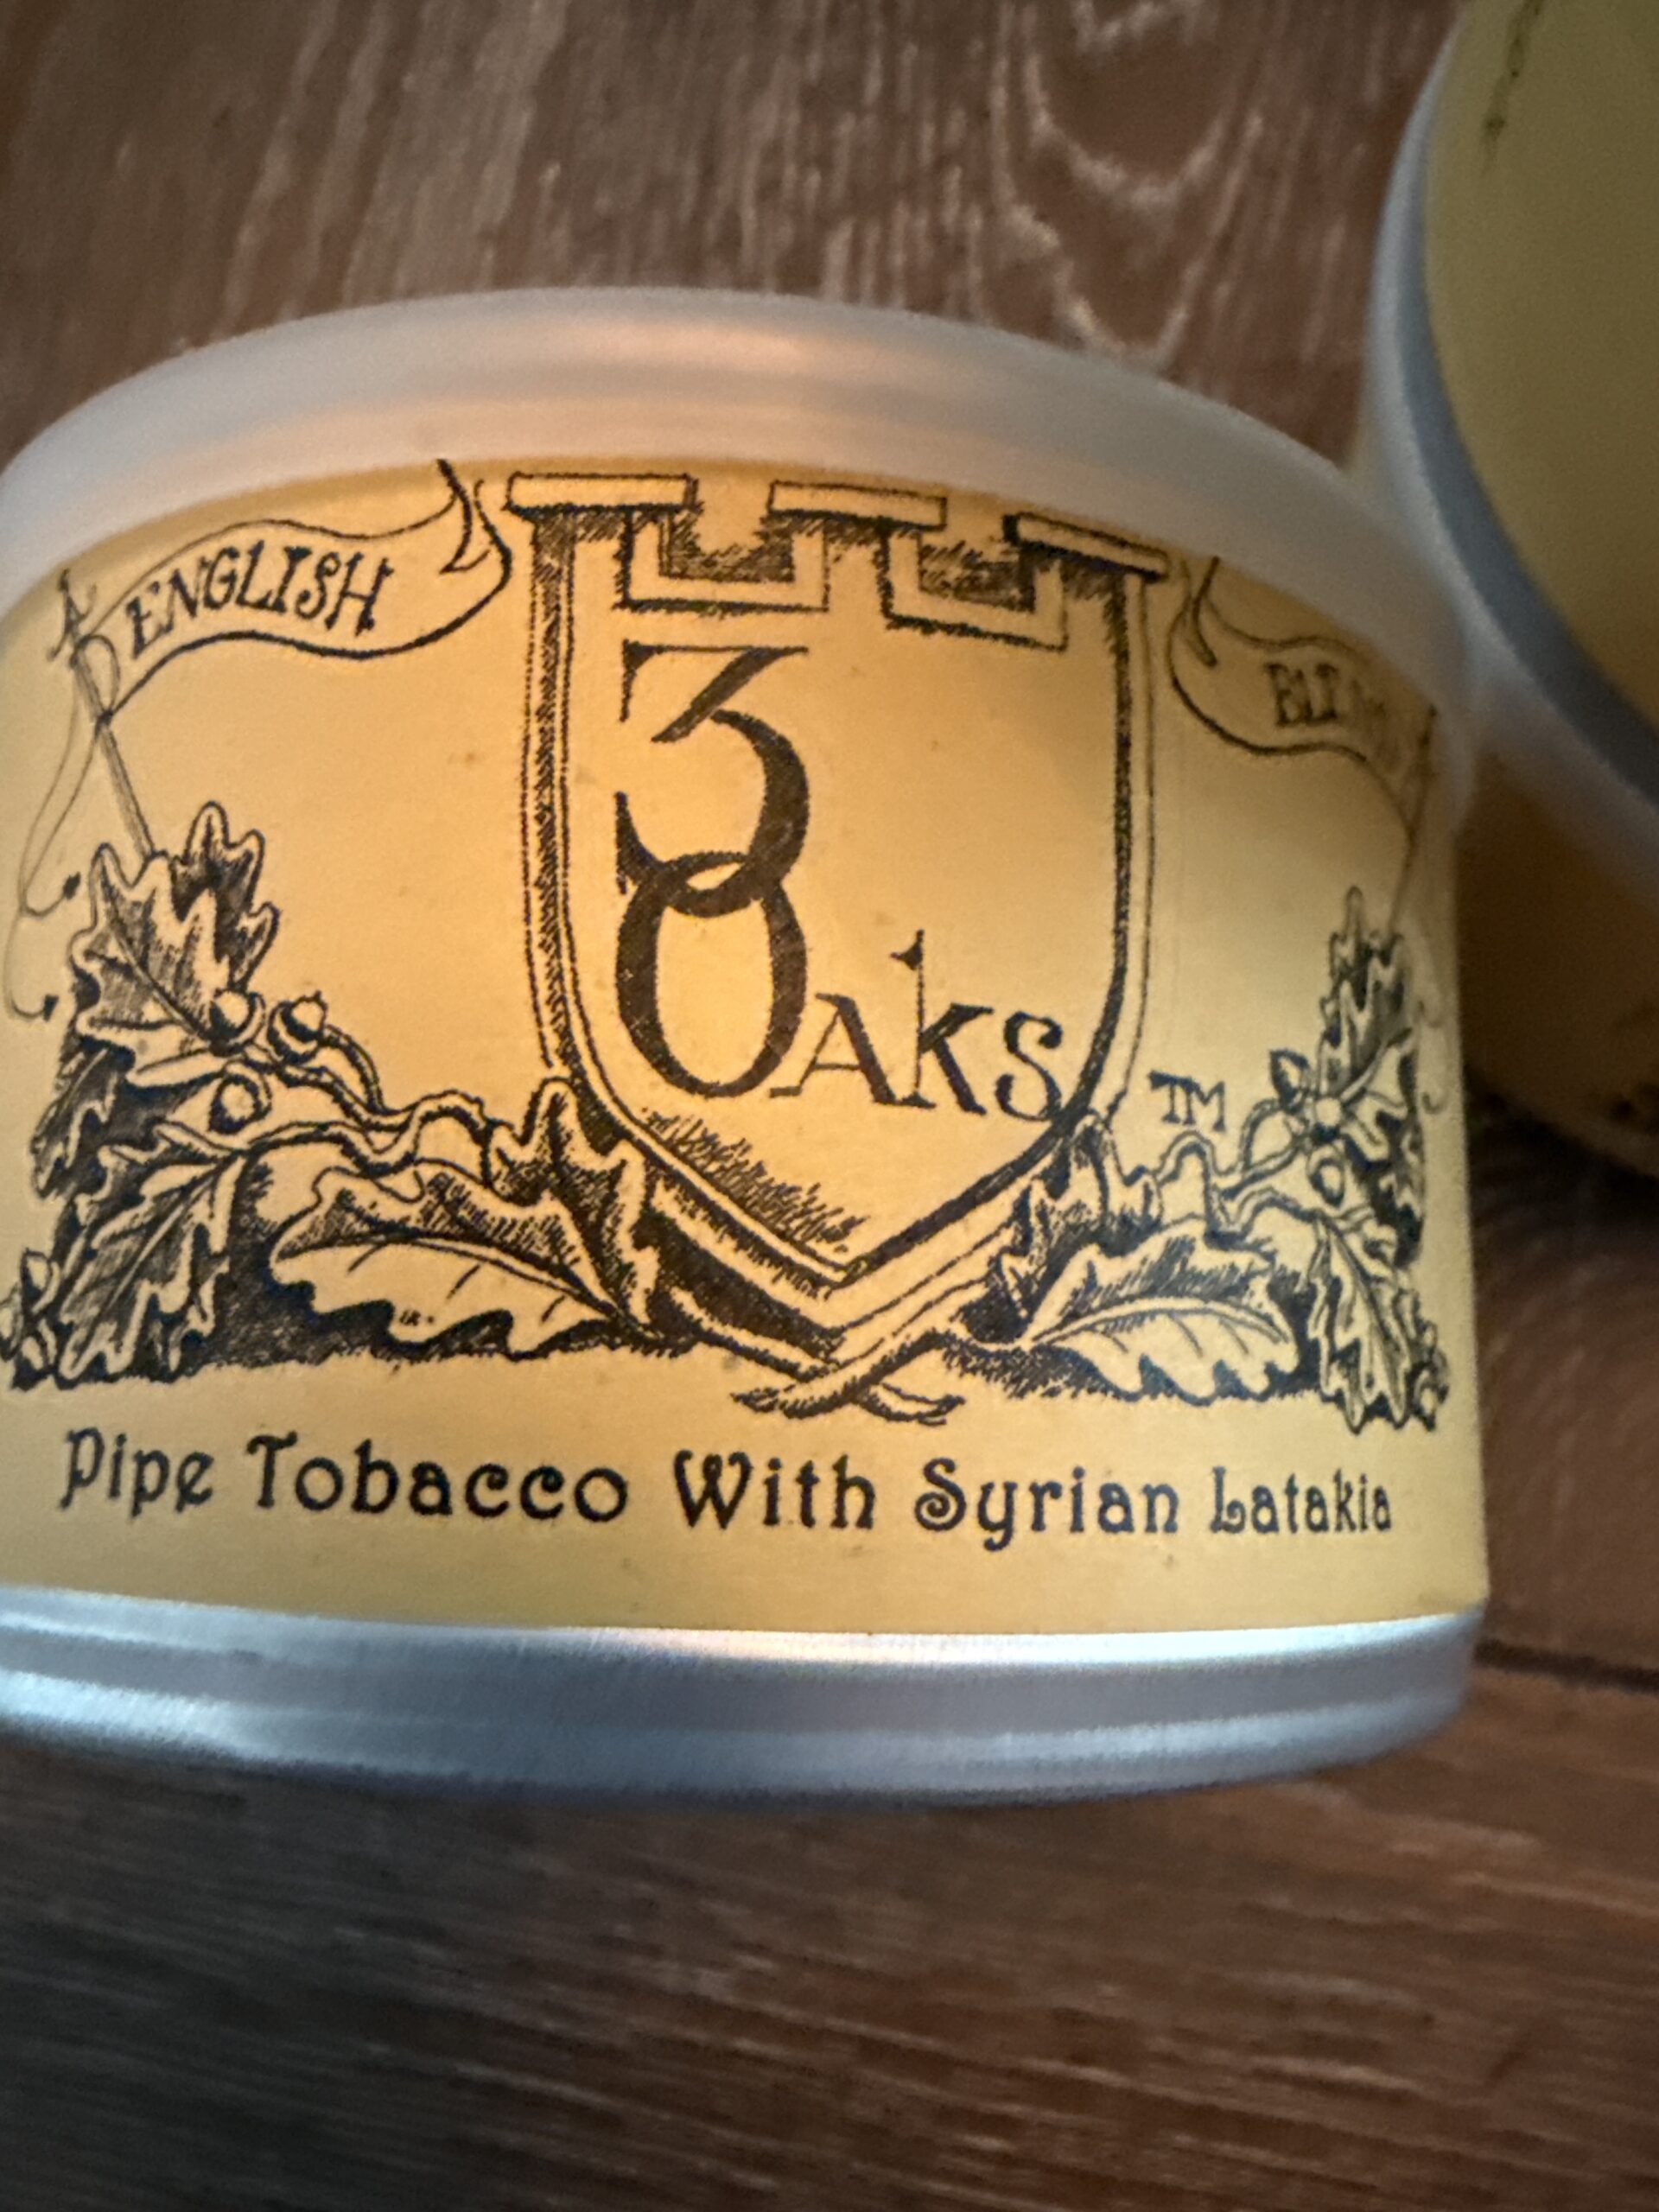 ENGLISH
3
OAKS
TM
Pipe Tobacco With Syrian Latakia